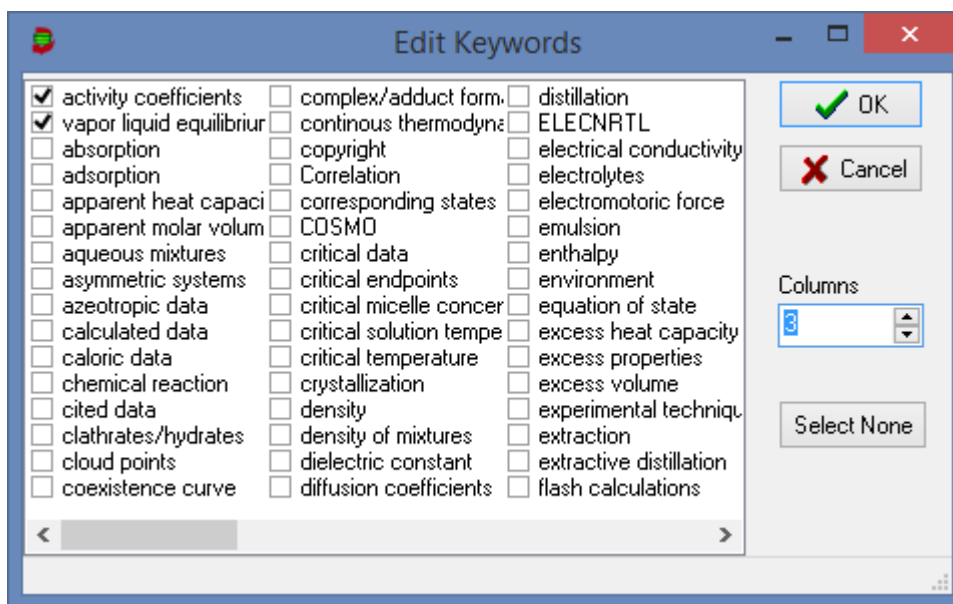 Edit Keywords
activity coefficients
vapor liquid equilibriur
absorption
adsorption
apparent heat capaci
apparent molar volum
aqueous mixtures
asymmetric systems
azeotropic data
calculated data
caloric data
chemical reaction
cited data
clathrates/hydrates
cloud points
coexistence curve
complex/adduct form
continous thermodyna
copyright
Correlation
corresponding states
COSMO
critical data
critical endpoints
critical micelle concer
critical solution tempe
critical temperature
crystallization
density
density of mixtures
dielectric constant
diffusion coefficients
distillation
ELECNRTL
electrical conductivity
electrolytes
electromotoric force
emulsion
enthalpy
environment
equation of state
excess heat capacity
excess properties
excess volume
experimental techniqu
extraction
extractive distillation
flash calculations
OK
Cancel
Columns
3
Select None